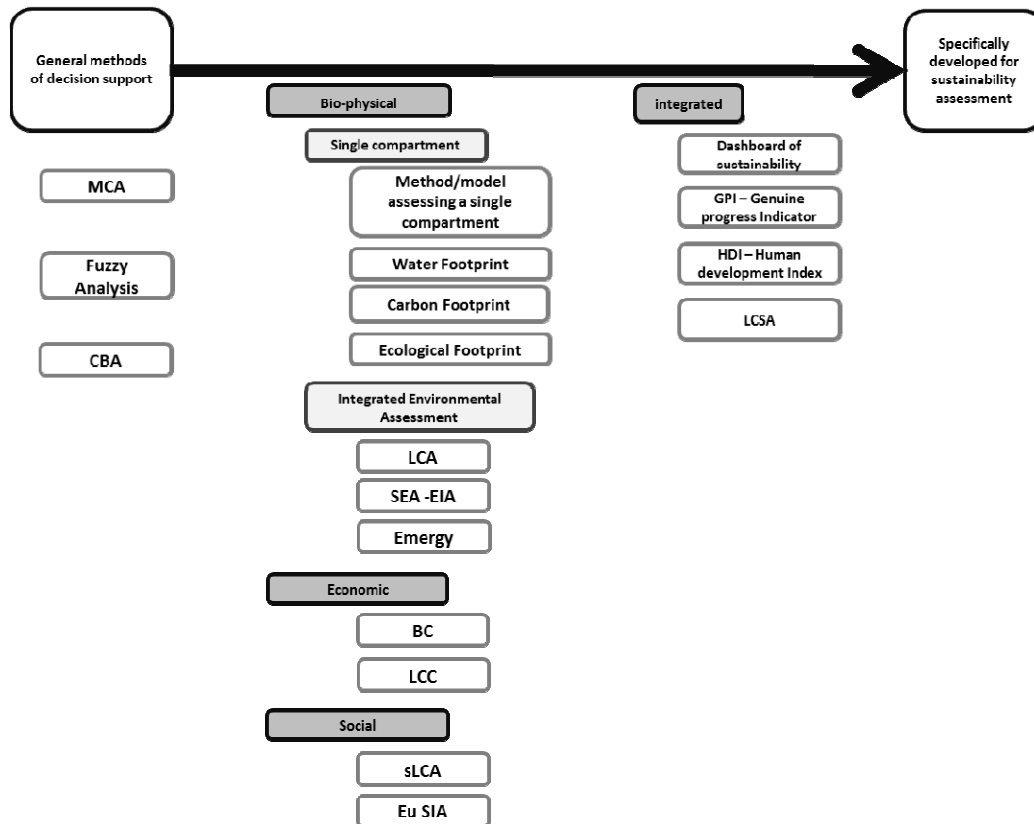 General methods
of decision support
Specifically
developed for
sustainability
assessment
MCA
Fuzzy
Analysis
CBA
Bio-physical
Single compartment
Method/model
assessing a single
compartment
Water Footprint
Carbon Footprint
Ecological Footprint
Integrated Environmental
Assessment
LCA
SEA -EIA
Emergy
Economic
BC
LCC
Social
sLCA
Eu SIA
integrated
Dashboard of
sustainability
GPI – Genuine
progress Indicator
HDI – Human
development Index
LCSA